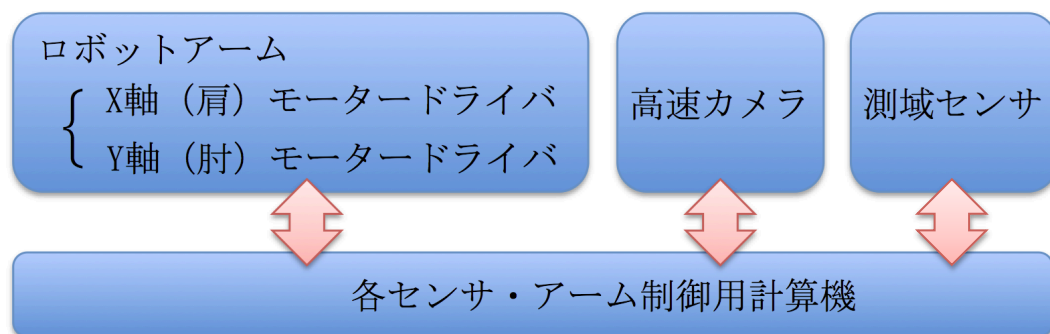 ロボットアーム
X軸（肩）モータードライバ
Y軸（肘）モータードライバ
高速カメラ
測域センサ
各センサ・アーム制御用計算機